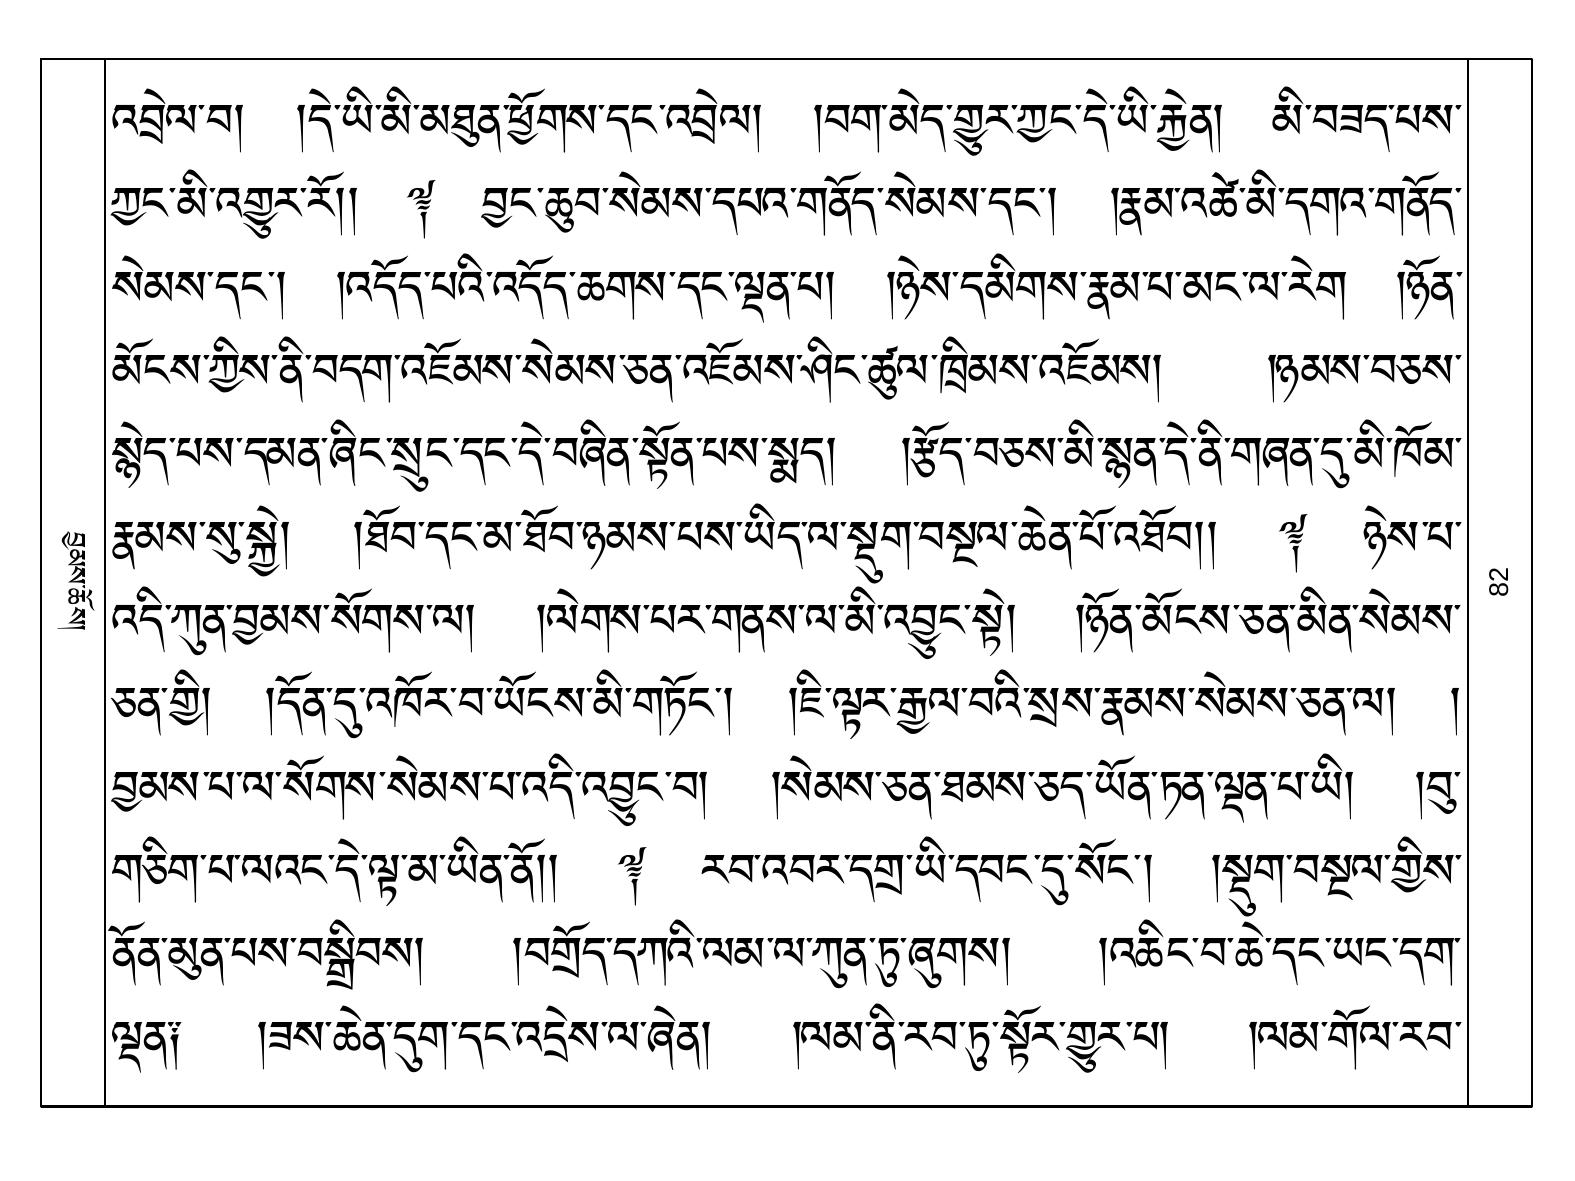 འབྲེལ་བ། །དེ་ཡི་མི་མཐུན་ཕྱོགས་དང་འབྲེལ། །བག་མེད་གྱུར་ཀྱང་དེ་ཡི་རྐྱེན། མི་བཟད་པས་
ཀྱང་མི་འགྱུར་རོ།། ༈ བྱང་ཆུབ་སེམས་དཔའ་གནོད་སེམས་དང་། །རྣམ་འཚེ་མི་དགའ་གནོད་
སེམས་དང་། །འདོད་པའི་འདོད་ཆགས་དང་ལྡན་པ། །ཉེས་དམིགས་རྣམ་པ་མང་ལ་རེག །ཉོན་
མོངས་ཀྱིས་ནི་བདག་འཇོམས་སེམས་ཅན་འཇོམས་ཤིང་ཚུལ་ཁྲིམས་འཇོམས། །ཉམས་བཅས་
སྙེད་པས་དམན་ཞིང་སྲུང་དང་དེ་བཞིན་སྟོན་པས་སྨད། །རྩོད་བཅས་མི་སྙན་དེ་ནི་གཞན་དུ་མི་ཁོམ་
རྣམས་སུ་སྐྱེ། །ཐོབ་དང་མ་ཐོབ་ཉམས་པས་ཡིད་ལ་སྡུག་བསྔལ་ཆེན་པོ་འཐོབ།། ༈ ཉེས་པ་
འདི་ཀུན་བྱམས་སོགས་ལ། །ལེགས་པར་གནས་ལ་མི་འབྱུང་སྟེ། །ཉོན་མོངས་ཅན་མིན་སེམས་
ཅན་གྱི། །དོན་དུ་འཁོར་བ་ཡོངས་མི་གཏོང་། །ཇི་ལྟར་རྒྱལ་བའི་སྲས་རྣམས་སེམས་ཅན་ལ། །
བྱམས་པ་ལ་སོགས་སེམས་པ་འདི་འབྱུང་བ། །སེམས་ཅན་ཐམས་ཅད་ཡོན་ཏན་ལྡན་པ་ཡི། །བུ་
གཅིག་པ་ལའང་དེ་ལྟ་མ་ཡིན་ནོ།། ༈ རབ་འབར་དགྲ་ཡི་དབང་དུ་སོང་། །སྡུག་བསྔལ་གྱིས་
ནོན་མུན་པས་བསྒྲིབས། །བགྲོད་དཀའི་ལམ་ལ་ཀུན་ཏུ་ཞུགས། །འཆིང་བ་ཆེ་དང་ཡང་དག་
ལྡན༑ །ཟས་ཆེན་དུག་དང་འདྲེས་ལ་ཞེན། །ལམ་ནི་རབ་ཏུ་སྟོར་གྱུར་པ། །ལམ་གོལ་རབ་
བྱམས་ཆོས།
82